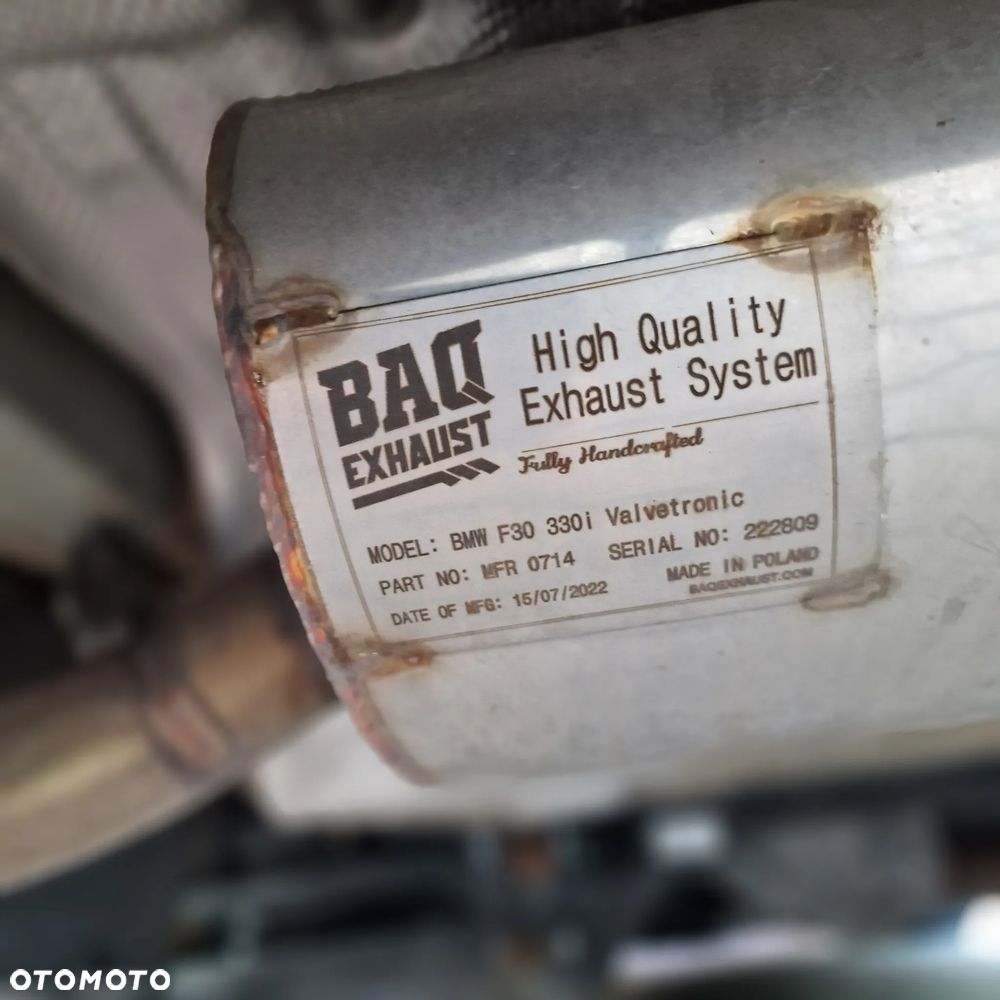 BAQ
EXHAUST
High Quality
Exhaust System
Fully Handcrafted
MODEL: BMW F30 330i Valvetronic
PART NO: MFR 0714 SERIAL NO: 222809
DATE OF MFG: 15/07/2022 MADE IN POLAND
BAQEXHAUST.COM
OTOMOTO